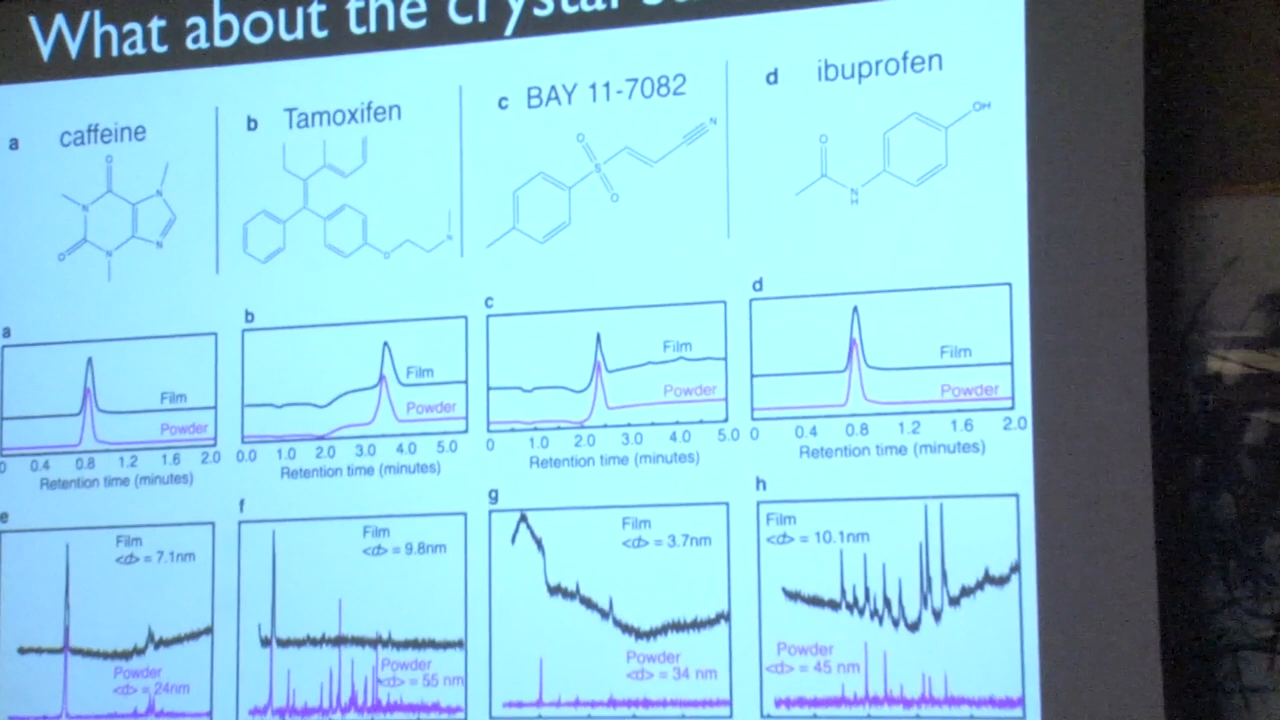 What about the crystal
a caffeine
b Tamoxifen
c BAY 11-7082
d ibuprofen
O
N
N
O
N
N
O
N
O
S
O
N
OH
O
N
H
a
Film
Powder
0 0.4 0.8 1.2 1.6 2.0
Retention time (minutes)
b
Film
Powder
0.0 1.0 2.0 3.0 4.0 5.0
Retention time (minutes)
c
Film
Powder
0 1.0 2.0 3.0 4.0 5.0
Retention time (minutes)
d
Film
Powder
0 0.4 0.8 1.2 1.6 2.0
Retention time (minutes)
e
Film
<d> = 7.1nm
Powder
<d> = 24nm
f
Film
<d> = 9.8nm
Powder
<d> = 55 nm
g
Film
<d> = 3.7nm
Powder
<d> = 34 nm
h
Film
<d> = 10.1nm
Powder
<d> = 45 nm